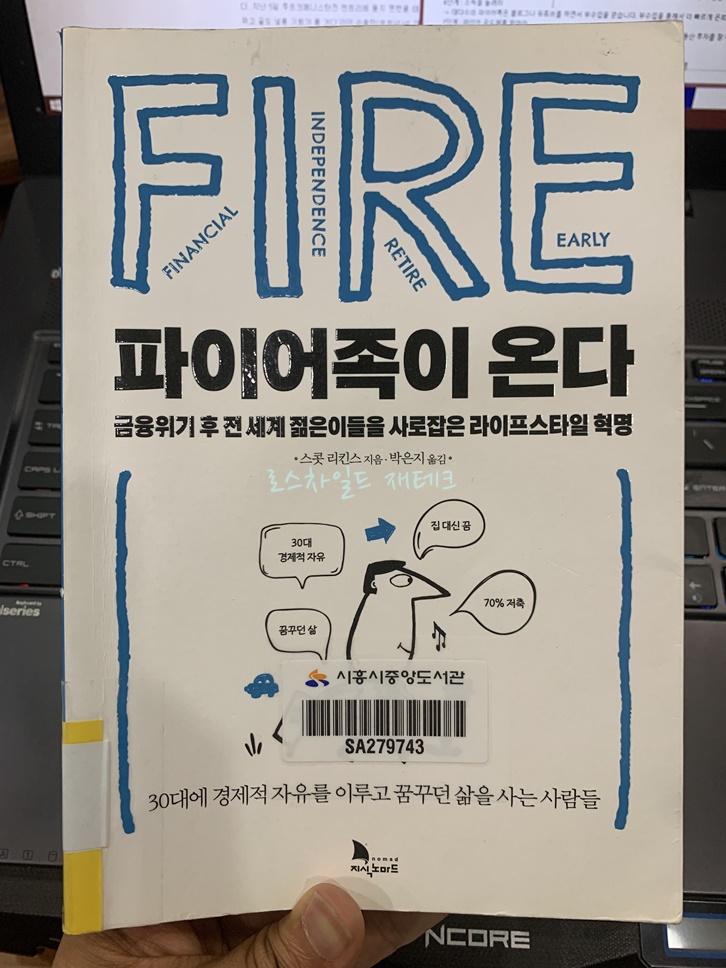 FIRE
FINANCIAL
INDEPENDENCE
RETIRE
EARLY
파이어족이 온다
금융위기 후 전 세계 젊은이들을 사로잡은 라이프스타일 혁명
•스콧 리킨스 지음·박은지 옮김•
로스차일드 재테크
30대
경제적 자유
집 대신 꿈
70% 저축
꿈꾸던 삶
시흥시중앙도서관
SA279743
30대에 경제적 자유를 이루고 꿈꾸던 삶을 사는 사람들
nomad
지식노마드
CAPS L
SHIFT
CTRL
lseries
ENTER
NCORE